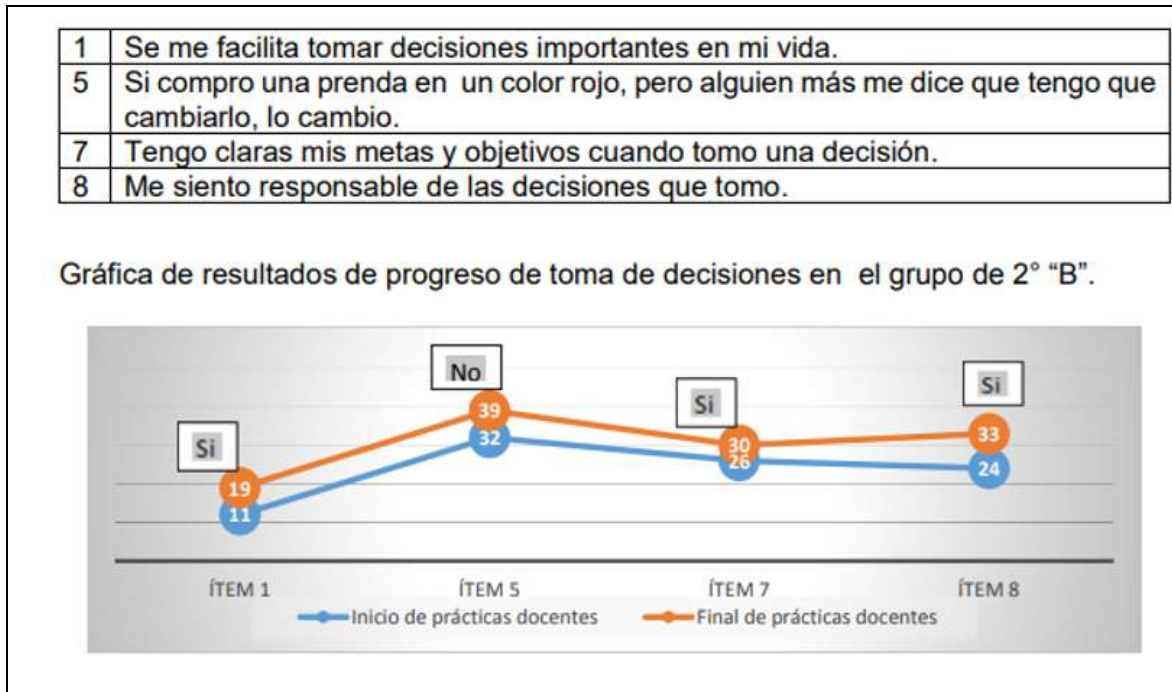 1 Se me facilita tomar decisiones importantes en mi vida.
5 Si compro una prenda en un color rojo, pero alguien más me dice que tengo que
cambiarlo, lo cambio.
7 Tengo claras mis metas y objetivos cuando tomo una decisión.
8 Me siento responsable de las decisiones que tomo.
Gráfica de resultados de progreso de toma de decisiones en el grupo de 2° “B”.
Si No Si Si
19 39 30 33
11 32 26 24
ÍTEM 1 ÍTEM 5 ÍTEM 7 ÍTEM 8
Inicio de prácticas docentes Final de prácticas docentes